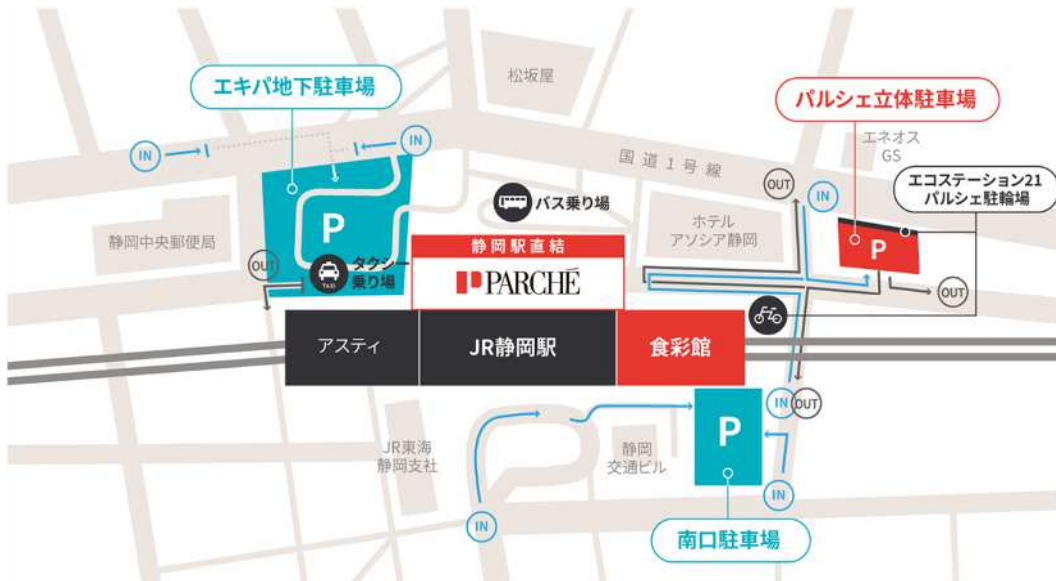 松坂屋
エキパ地下駐車場
パルシェ立体駐車場
エネオス
GS
IN
IN
国道1号線
OUT
IN
エコステーション21
パルシェ駐輪場
P
バス乗り場
ホテル
アソシア静岡
P
静岡中央郵便局
静岡駅直結
OUT
TAXI
タクシー
乗り場
PARCHÉ
OUT
アスティ
JR静岡駅
食彩館
IN
OUT
P
JR東海
静岡支社
静岡
交通ビル
IN
IN
南口駐車場